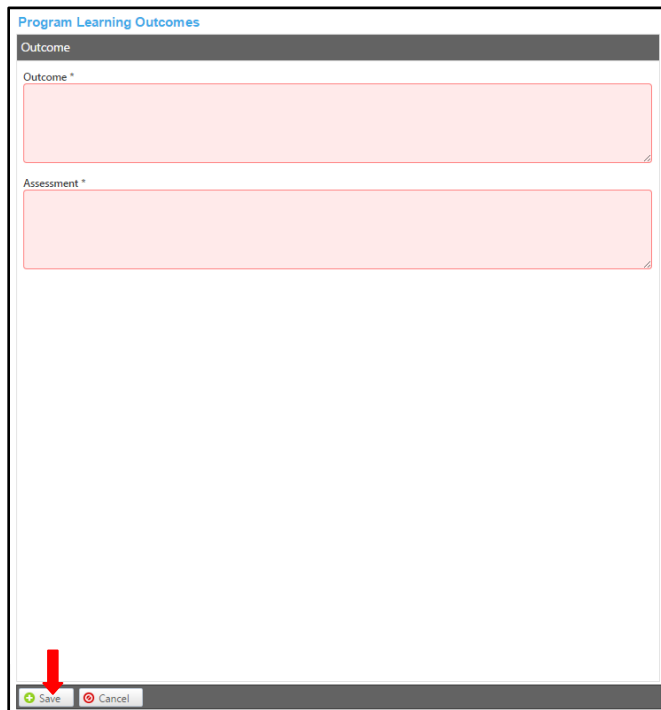 Program Learning Outcomes
Outcome
Outcome *
Assessment *
Save Cancel